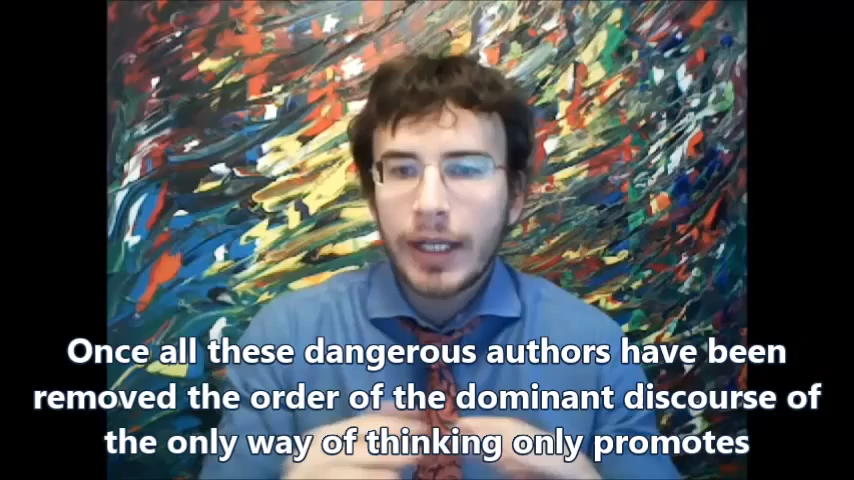 Once all these dangerous authors have been
removed the order of the dominant discourse of
the only way of thinking only promotes